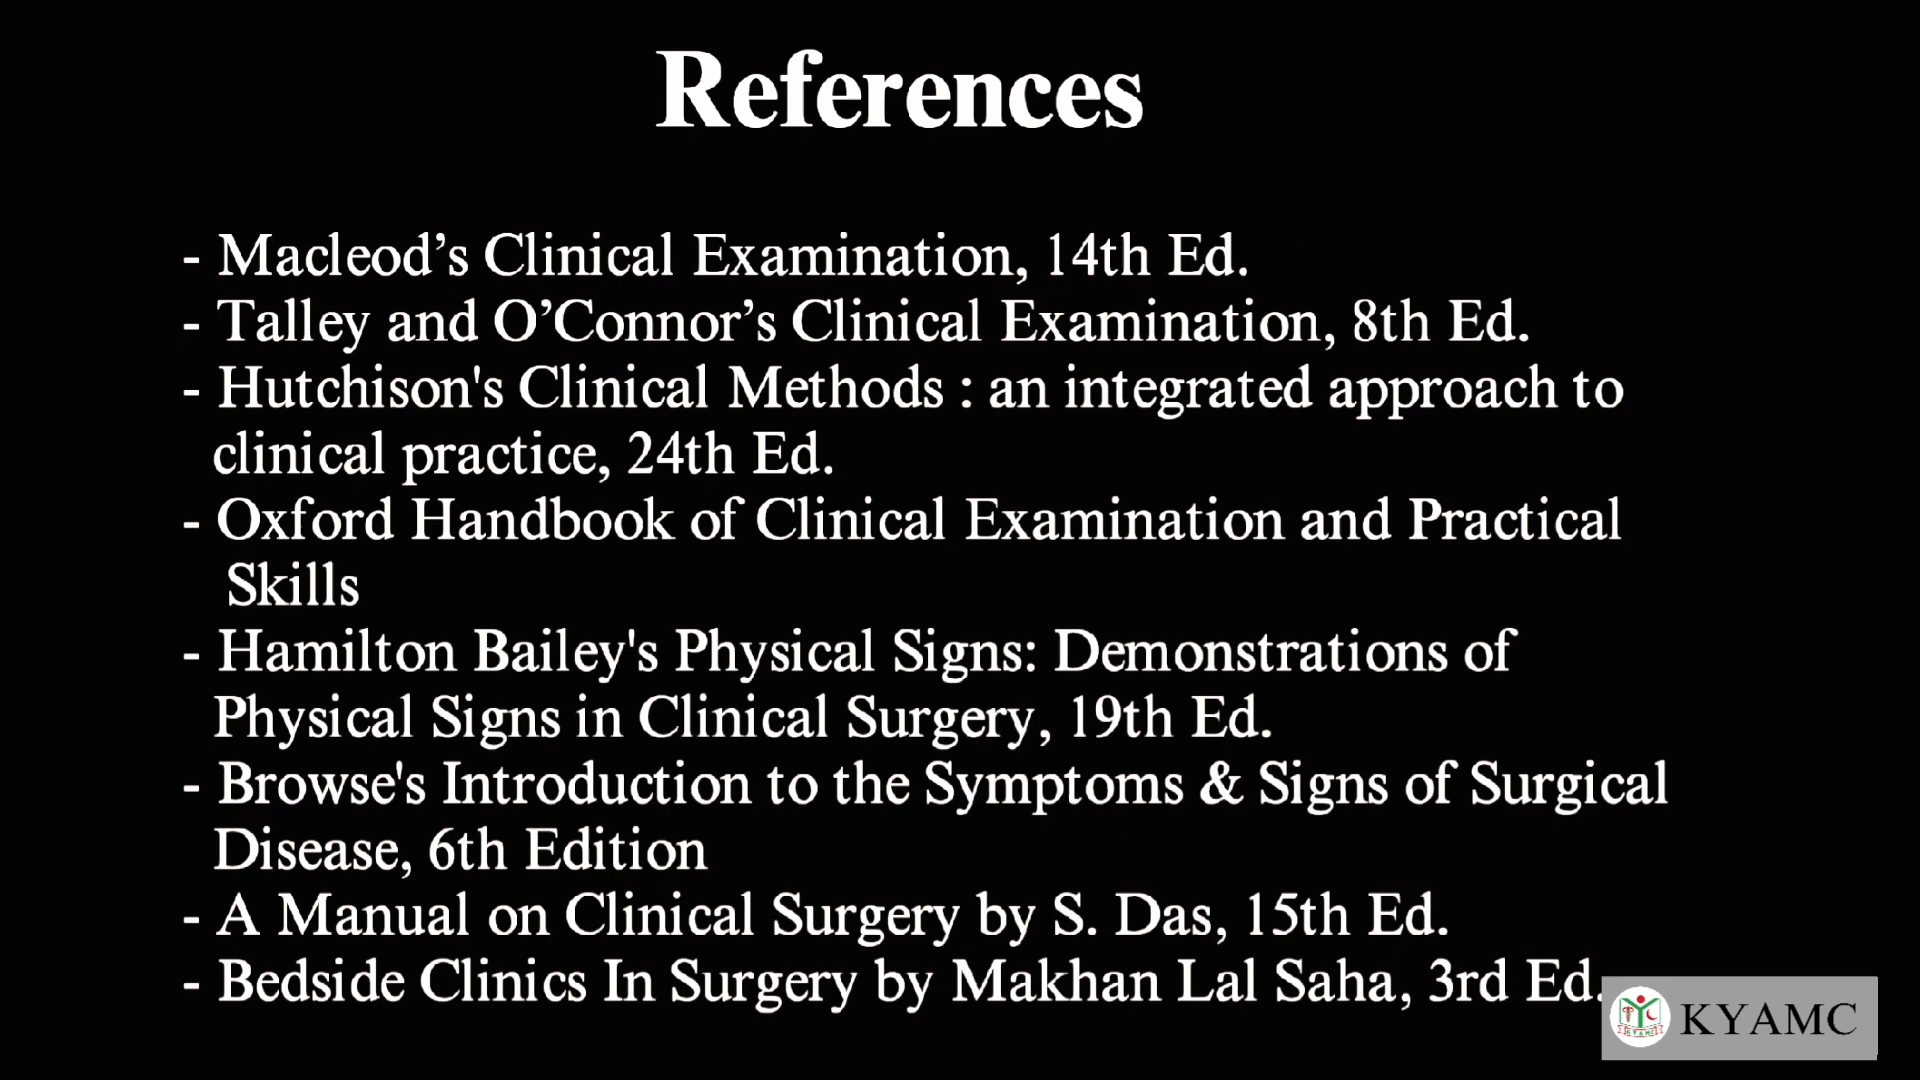 References
- Macleod’s Clinical Examination, 14th Ed.
- Talley and O’Connor’s Clinical Examination, 8th Ed.
- Hutchison's Clinical Methods : an integrated approach to
clinical practice, 24th Ed.
- Oxford Handbook of Clinical Examination and Practical
Skills
- Hamilton Bailey's Physical Signs: Demonstrations of
Physical Signs in Clinical Surgery, 19th Ed.
- Browse's Introduction to the Symptoms & Signs of Surgical
Disease, 6th Edition
- A Manual on Clinical Surgery by S. Das, 15th Ed.
- Bedside Clinics In Surgery by Makhan Lal Saha, 3rd Ed.
KYAMC